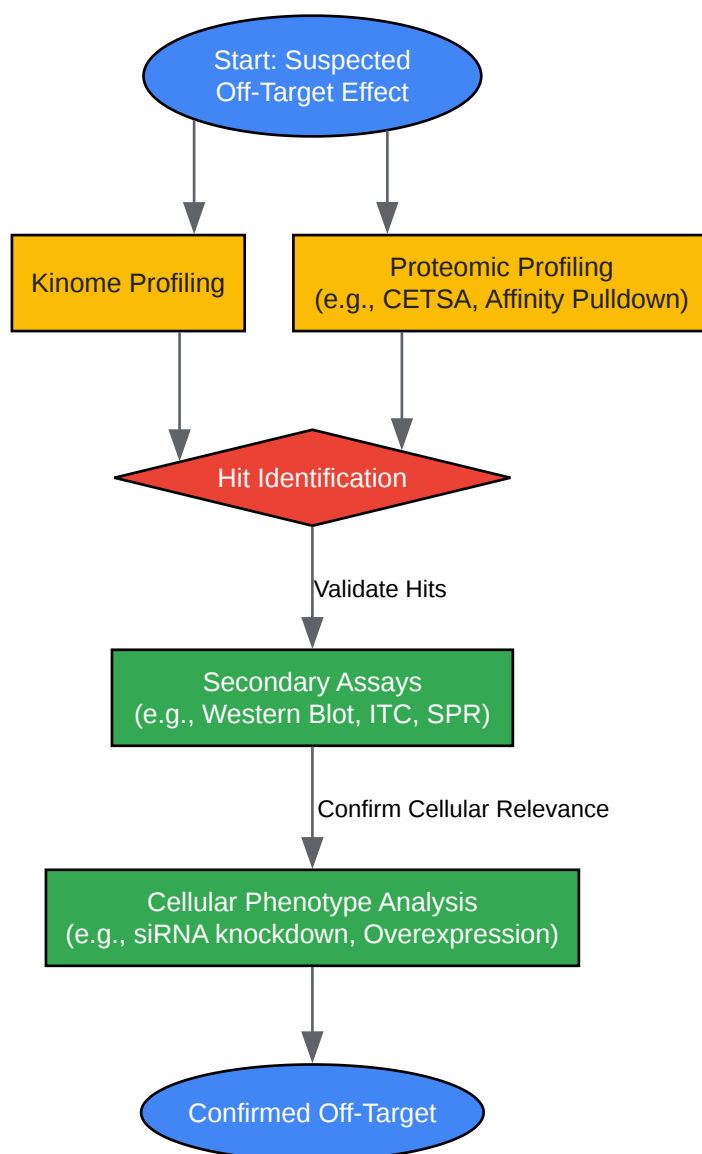 Start: Suspected
Off-Target Effect
Kinome Profiling
Proteomic Profiling
(e.g., CETSA, Affinity Pulldown)
Hit Identification
Validate Hits
Secondary Assays
(e.g., Western Blot, ITC, SPR)
Confirm Cellular Relevance
Cellular Phenotype Analysis
(e.g., siRNA knockdown, Overexpression)
Confirmed Off-Target